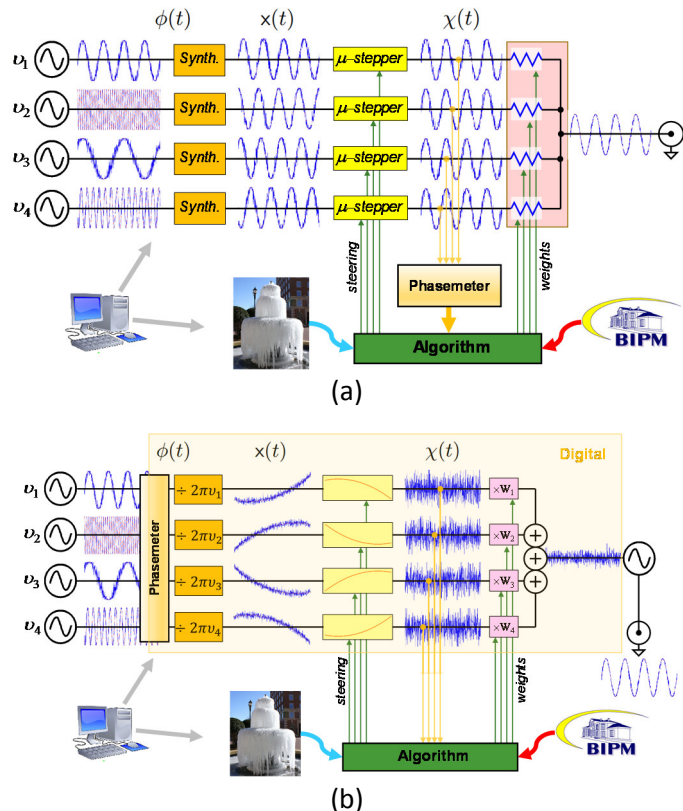 ϕ(t) x(t) χ(t)
υ1 Synth. μ-stepper
υ2 Synth. μ-stepper
υ3 Synth. μ-stepper
υ4 Synth. μ-stepper
steering
weights
Phasemeter
Algorithm
BIPM
(a)
ϕ(t) x(t) χ(t) Digital
υ1 ÷ 2πυ1 ×W1
υ2 ÷ 2πυ2 ×W2
υ3 ÷ 2πυ3 ×W3
υ4 ÷ 2πυ4 ×W4
Phasemeter
+
+
+
steering
weights
Algorithm
BIPM
(b)